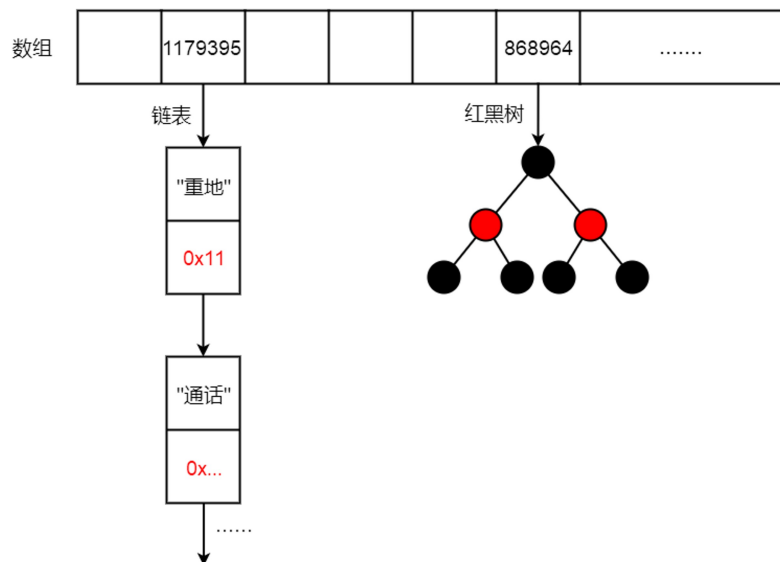 数组
1179395
868964
.......
链表
红黑树
"重地"
0x11
"通话"
0x...
......